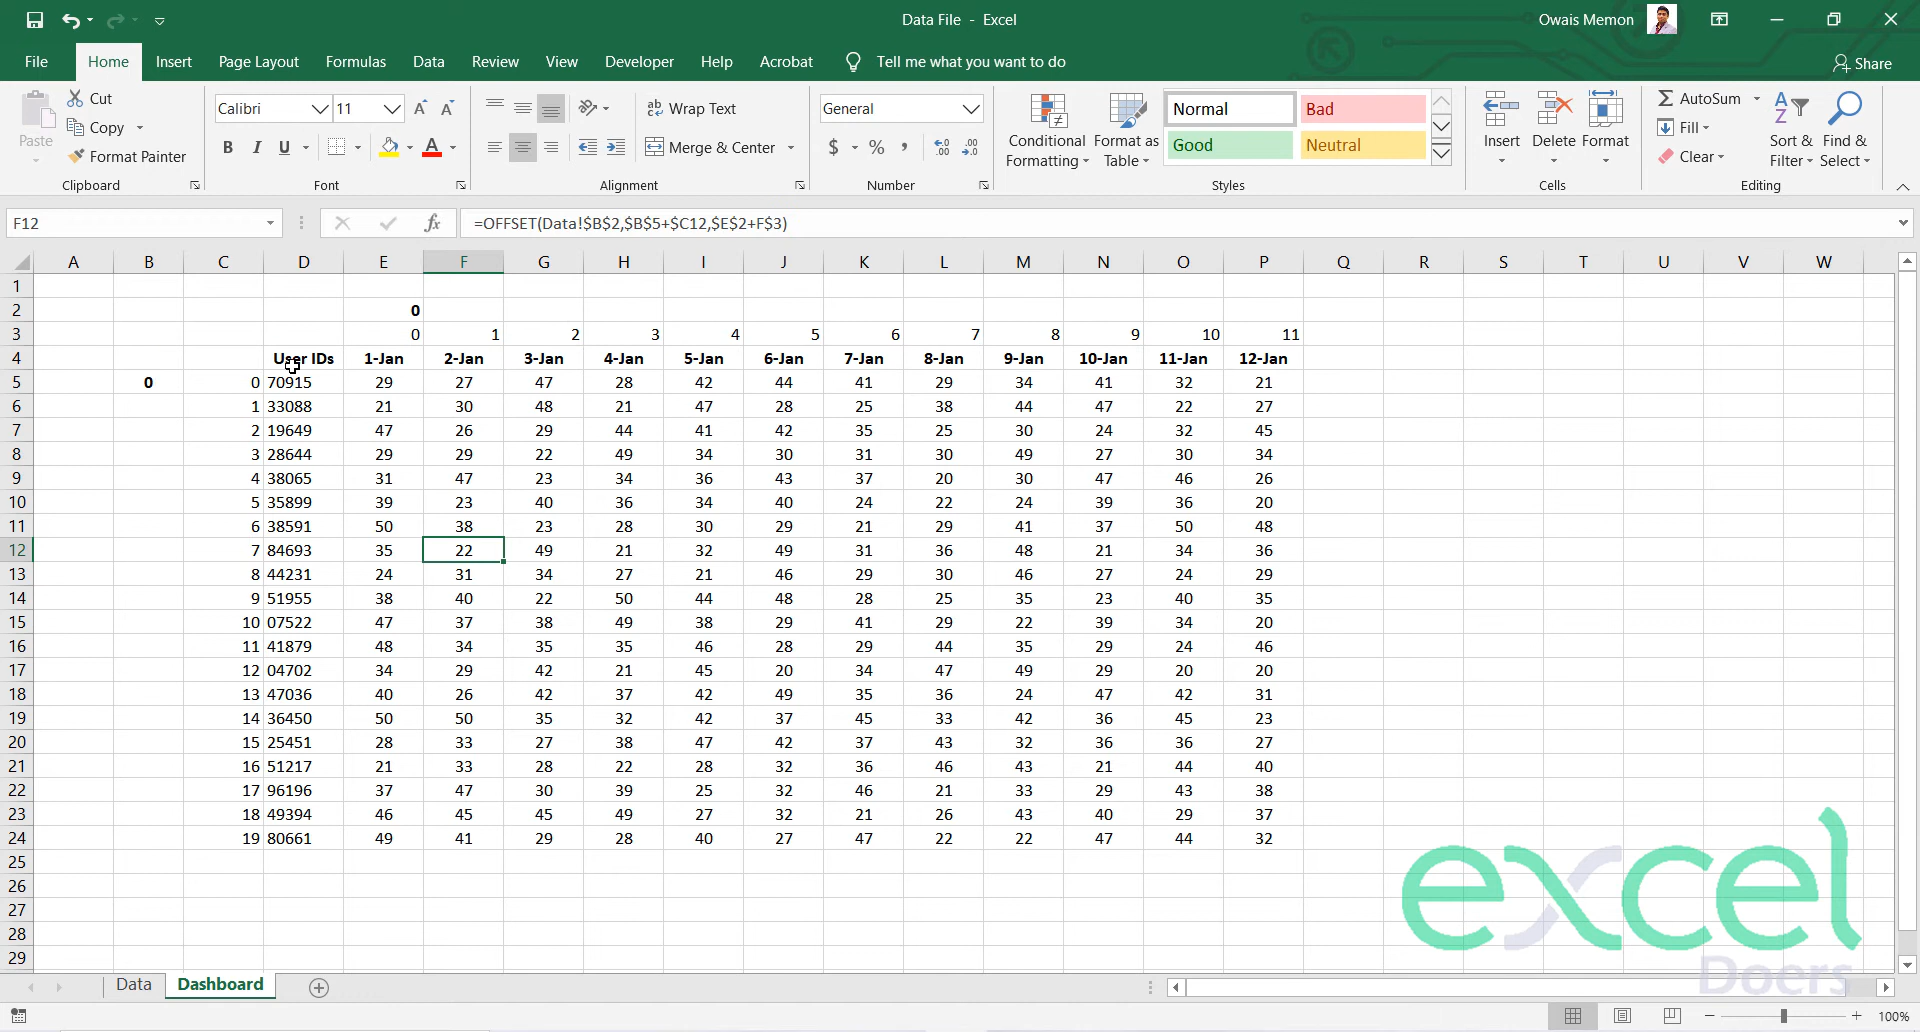 Data File - Excel
Owais Memon
File Home Insert Page Layout Formulas Data Review View Developer Help Acrobat Tell me what you want to do Share
Paste Cut Copy Format Painter
Clipboard
Calibri 11
B I U A
Font
Wrap Text
Merge & Center
Alignment
General
$ % ,
Number
Conditional Formatting
Format as Table
Normal Bad
Good Neutral
Styles
Insert Delete Format
Cells
AutoSum
Fill
Clear
Sort & Filter
Find & Select
Editing
F12 fx =OFFSET(Data!$B$2,$B$5+$C12,$E$2+F$3)
A B C D E F G H I J K L M N O P Q R S T U V W
1
2 0
3 0 1 2 3 4 5 6 7 8 9 10 11
4 User IDs 1-Jan 2-Jan 3-Jan 4-Jan 5-Jan 6-Jan 7-Jan 8-Jan 9-Jan 10-Jan 11-Jan 12-Jan
5 0 0 70915 29 27 47 28 42 44 41 29 34 41 32 21
6 1 33088 21 30 48 21 47 28 25 38 44 47 22 27
7 2 19649 47 26 29 44 41 42 35 25 30 24 32 45
8 3 28644 29 29 22 49 34 30 31 30 49 27 30 34
9 4 38065 31 47 23 34 36 43 37 20 30 47 46 26
10 5 35899 39 23 40 36 34 40 24 22 24 39 36 20
11 6 38591 50 38 23 28 30 29 21 29 41 37 50 48
12 7 84693 35 22 49 21 32 49 31 36 48 21 34 36
13 8 44231 24 31 34 27 21 46 29 30 46 27 24 29
14 9 51955 38 40 22 50 44 48 28 25 35 23 40 35
15 10 07522 47 37 38 49 38 29 41 29 22 39 34 20
16 11 41879 48 34 35 35 46 28 29 44 35 29 24 46
17 12 04702 34 29 42 21 45 20 34 47 49 29 20 20
18 13 47036 40 26 42 37 42 49 35 36 24 47 42 31
19 14 36450 50 50 35 32 42 37 45 33 42 36 45 23
20 15 25451 28 33 27 38 47 42 37 43 32 36 36 27
21 16 51217 21 33 28 22 28 32 36 46 43 21 44 40
22 17 96196 37 47 30 39 25 32 46 21 33 29 43 38
23 18 49394 46 45 45 49 27 32 21 26 43 40 29 37
24 19 80661 49 41 29 28 40 27 47 22 22 47 44 32
25
26
27
28
29
excel
Doers
Data Dashboard
100%